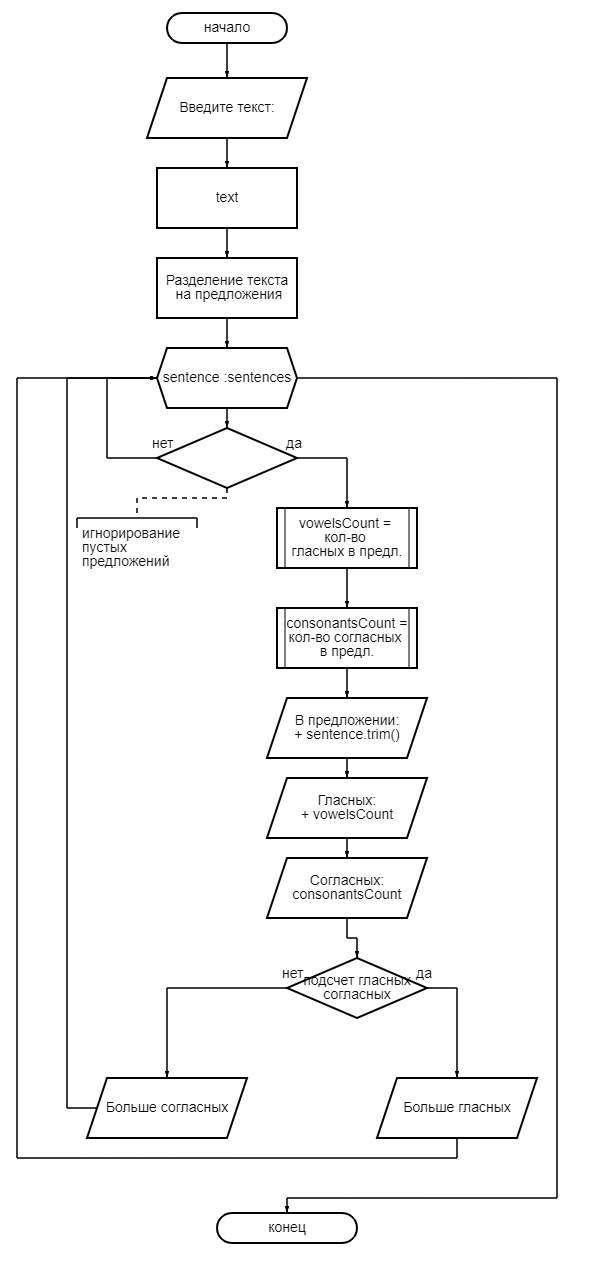 начало
Введите текст:
text
Разделение текста
на предложения
sentence :sentences
нет
да
игнорирование
пустых
предложений
vowelsCount =
кол-во
гласных в предл.
consonantsCount =
кол-во согласных
в предл.
В предложении:
+ sentence.trim()
Гласных:
+ vowelsCount
Согласных:
consonantsCount
нет
подсчет гласных
согласных
да
Больше согласных
Больше гласных
конец